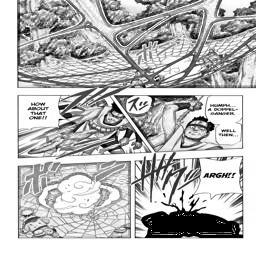 HUMPH...
A DOPPEL-
GANGER.
WELL
THEN...
HOW
ABOUT
THAT
ONE!!
ARGH!!